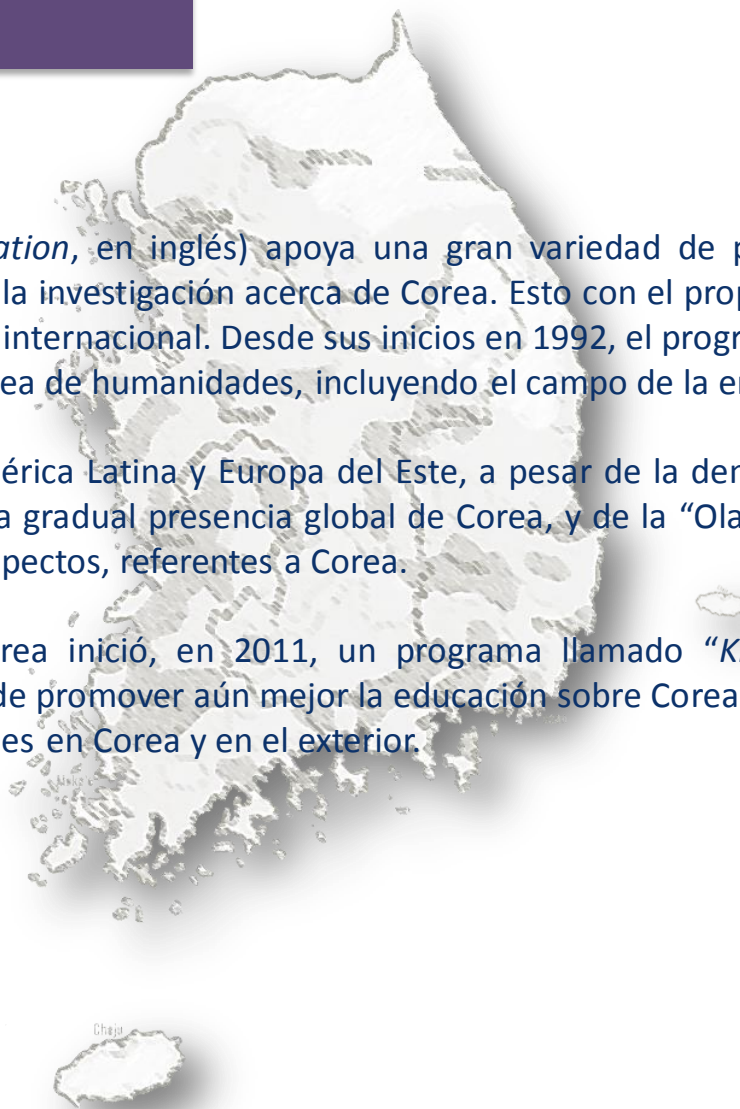 ation, en inglés) apoya una gran variedad de p
la investigación acerca de Corea. Esto con el prop
internacional. Desde sus inicios en 1992, el progr
ea de humanidades, incluyendo el campo de la e
érica Latina y Europa del Este, a pesar de la de
a gradual presencia global de Corea, y de la “Ola
pectos, referentes a Corea.
rea inició, en 2011, un programa llamado “K
de promover aún mejor la educación sobre Corea
es en Corea y en el exterior.
Cheju